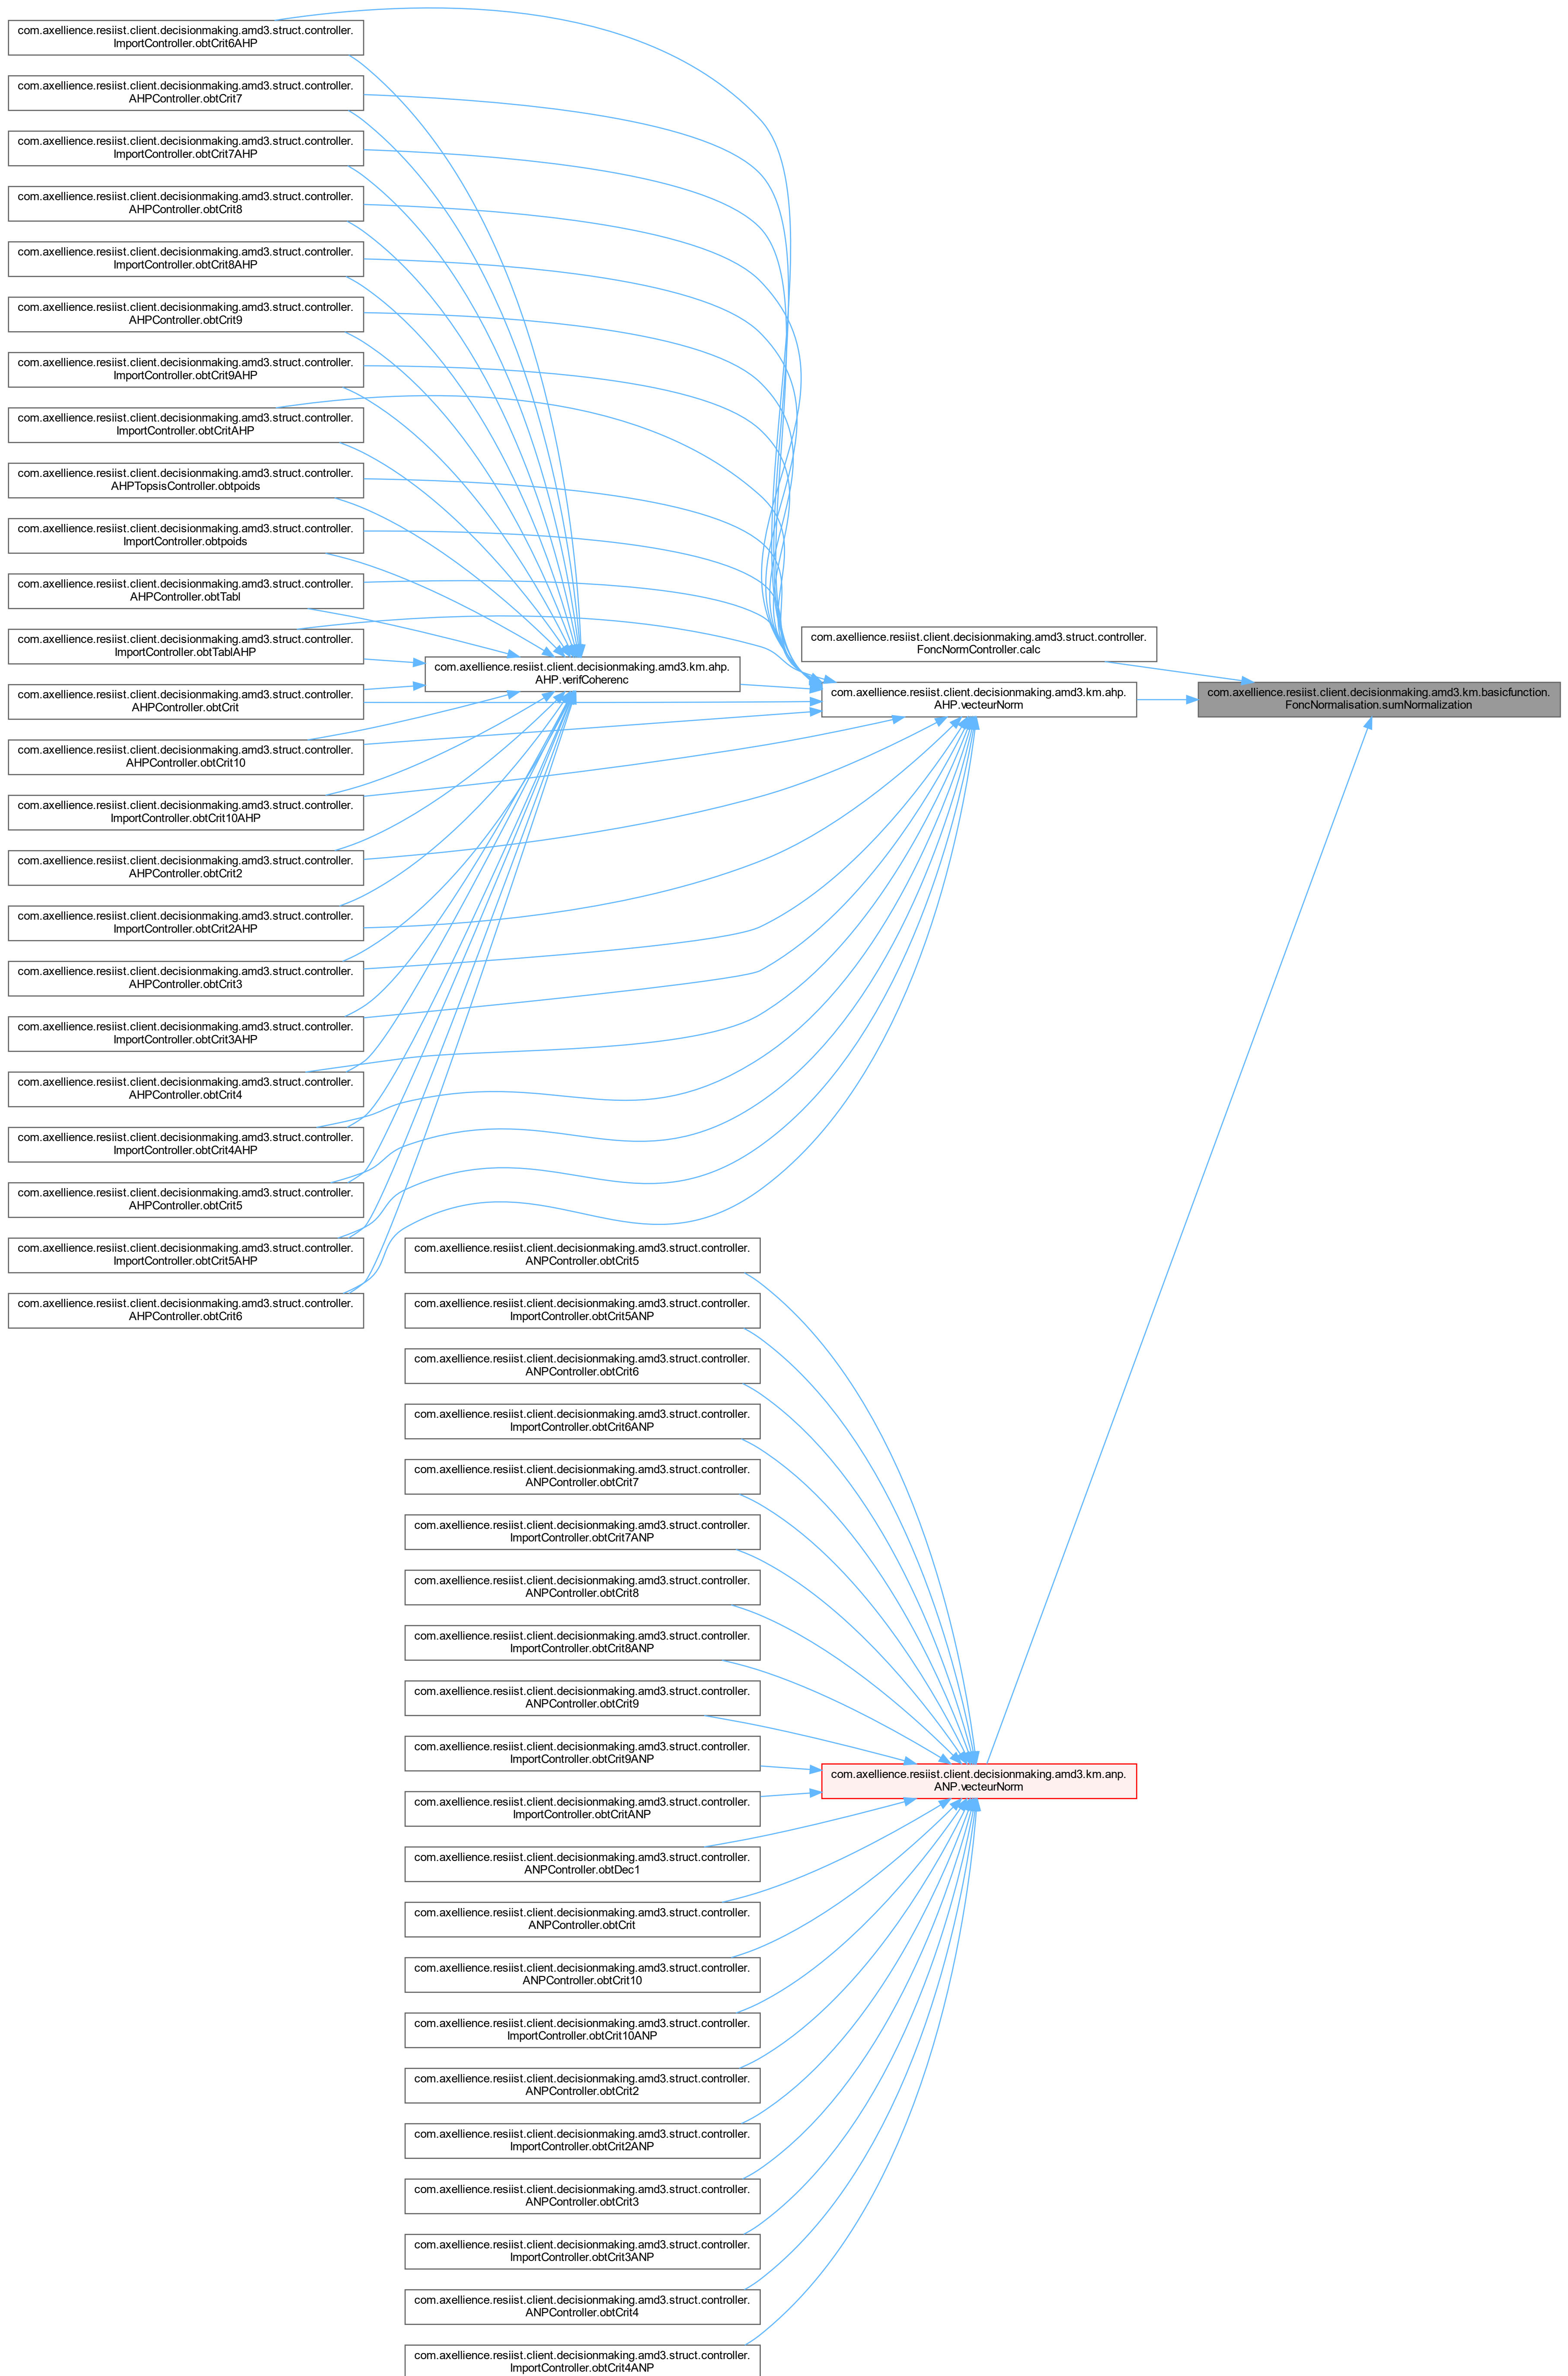 com.axellience.resiist.client.decisionmaking.amd3.struct.controller.
ImportController.obtCrit6AHP
com.axellience.resiist.client.decisionmaking.amd3.struct.controller.
AHPController.obtCrit7
com.axellience.resiist.client.decisionmaking.amd3.struct.controller.
ImportController.obtCrit7AHP
com.axellience.resiist.client.decisionmaking.amd3.struct.controller.
AHPController.obtCrit8
com.axellience.resiist.client.decisionmaking.amd3.struct.controller.
ImportController.obtCrit8AHP
com.axellience.resiist.client.decisionmaking.amd3.struct.controller.
AHPController.obtCrit9
com.axellience.resiist.client.decisionmaking.amd3.struct.controller.
ImportController.obtCrit9AHP
com.axellience.resiist.client.decisionmaking.amd3.struct.controller.
ImportController.obtCritAHP
com.axellience.resiist.client.decisionmaking.amd3.struct.controller.
AHPTopsisController.obtpoids
com.axellience.resiist.client.decisionmaking.amd3.struct.controller.
ImportController.obtpoids
com.axellience.resiist.client.decisionmaking.amd3.struct.controller.
AHPController.obtTabl
com.axellience.resiist.client.decisionmaking.amd3.struct.controller.
ImportController.obtTablAHP
com.axellience.resiist.client.decisionmaking.amd3.struct.controller.
AHPController.obtCrit
com.axellience.resiist.client.decisionmaking.amd3.struct.controller.
AHPController.obtCrit10
com.axellience.resiist.client.decisionmaking.amd3.struct.controller.
ImportController.obtCrit10AHP
com.axellience.resiist.client.decisionmaking.amd3.struct.controller.
AHPController.obtCrit2
com.axellience.resiist.client.decisionmaking.amd3.struct.controller.
ImportController.obtCrit2AHP
com.axellience.resiist.client.decisionmaking.amd3.struct.controller.
AHPController.obtCrit3
com.axellience.resiist.client.decisionmaking.amd3.struct.controller.
ImportController.obtCrit3AHP
com.axellience.resiist.client.decisionmaking.amd3.struct.controller.
AHPController.obtCrit4
com.axellience.resiist.client.decisionmaking.amd3.struct.controller.
ImportController.obtCrit4AHP
com.axellience.resiist.client.decisionmaking.amd3.struct.controller.
AHPController.obtCrit5
com.axellience.resiist.client.decisionmaking.amd3.struct.controller.
ImportController.obtCrit5AHP
com.axellience.resiist.client.decisionmaking.amd3.struct.controller.
AHPController.obtCrit6
com.axellience.resiist.client.decisionmaking.amd3.km.ahp.
AHP.verifCoherenc
com.axellience.resiist.client.decisionmaking.amd3.struct.controller.
FoncNormController.calc
com.axellience.resiist.client.decisionmaking.amd3.km.ahp.
AHP.vecteurNorm
com.axellience.resiist.client.decisionmaking.amd3.km.basicfunction.
FoncNormalisation.sumNormalization
com.axellience.resiist.client.decisionmaking.amd3.struct.controller.
ANPController.obtCrit5
com.axellience.resiist.client.decisionmaking.amd3.struct.controller.
ImportController.obtCrit5ANP
com.axellience.resiist.client.decisionmaking.amd3.struct.controller.
ANPController.obtCrit6
com.axellience.resiist.client.decisionmaking.amd3.struct.controller.
ImportController.obtCrit6ANP
com.axellience.resiist.client.decisionmaking.amd3.struct.controller.
ANPController.obtCrit7
com.axellience.resiist.client.decisionmaking.amd3.struct.controller.
ImportController.obtCrit7ANP
com.axellience.resiist.client.decisionmaking.amd3.struct.controller.
ANPController.obtCrit8
com.axellience.resiist.client.decisionmaking.amd3.struct.controller.
ImportController.obtCrit8ANP
com.axellience.resiist.client.decisionmaking.amd3.struct.controller.
ANPController.obtCrit9
com.axellience.resiist.client.decisionmaking.amd3.struct.controller.
ImportController.obtCrit9ANP
com.axellience.resiist.client.decisionmaking.amd3.struct.controller.
ImportController.obtCritANP
com.axellience.resiist.client.decisionmaking.amd3.struct.controller.
ANPController.obtDec1
com.axellience.resiist.client.decisionmaking.amd3.struct.controller.
ANPController.obtCrit
com.axellience.resiist.client.decisionmaking.amd3.struct.controller.
ANPController.obtCrit10
com.axellience.resiist.client.decisionmaking.amd3.struct.controller.
ImportController.obtCrit10ANP
com.axellience.resiist.client.decisionmaking.amd3.struct.controller.
ANPController.obtCrit2
com.axellience.resiist.client.decisionmaking.amd3.struct.controller.
ImportController.obtCrit2ANP
com.axellience.resiist.client.decisionmaking.amd3.struct.controller.
ANPController.obtCrit3
com.axellience.resiist.client.decisionmaking.amd3.struct.controller.
ImportController.obtCrit3ANP
com.axellience.resiist.client.decisionmaking.amd3.struct.controller.
ANPController.obtCrit4
com.axellience.resiist.client.decisionmaking.amd3.struct.controller.
ImportController.obtCrit4ANP
com.axellience.resiist.client.decisionmaking.amd3.km.anp.
ANP.vecteurNorm